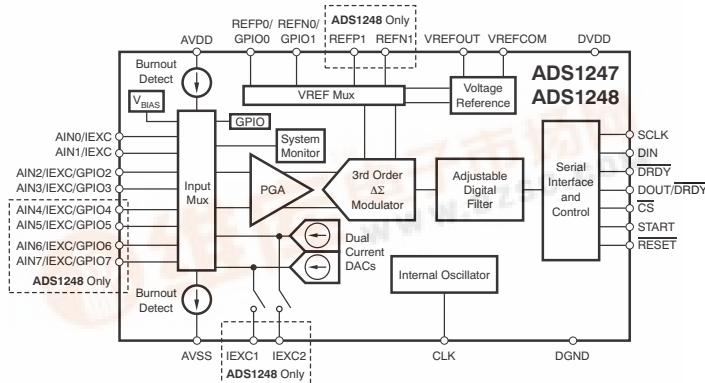 REFP0/ REFN0/ ADS1248 Only
AVDD GPIO0 GPIO1 REFP1 REFN1 VREFOUT VREFCOM DVDD
Burnout
Detect
VREF Mux
Voltage
Reference
ADS1247
ADS1248
VBIAS
GPIO
System
Monitor
AIN0/IEXC
AIN1/IEXC
AIN2/IEXC/GPIO2
AIN3/IEXC/GPIO3
AIN4/IEXC/GPIO4
AIN5/IEXC/GPIO5
AIN6/IEXC/GPIO6
AIN7/IEXC/GPIO7
ADS1248 Only
Input
Mux
PGA
3rd Order
ΔΣ
Modulator
Adjustable
Digital
Filter
Serial
Interface
and
Control
SCLK
DIN
DRDY
DOUT/DRDY
CS
START
RESET
Dual
Current
DACs
Internal Oscillator
Burnout
Detect
AVSS IEXC1 IEXC2 CLK DGND
ADS1248 Only